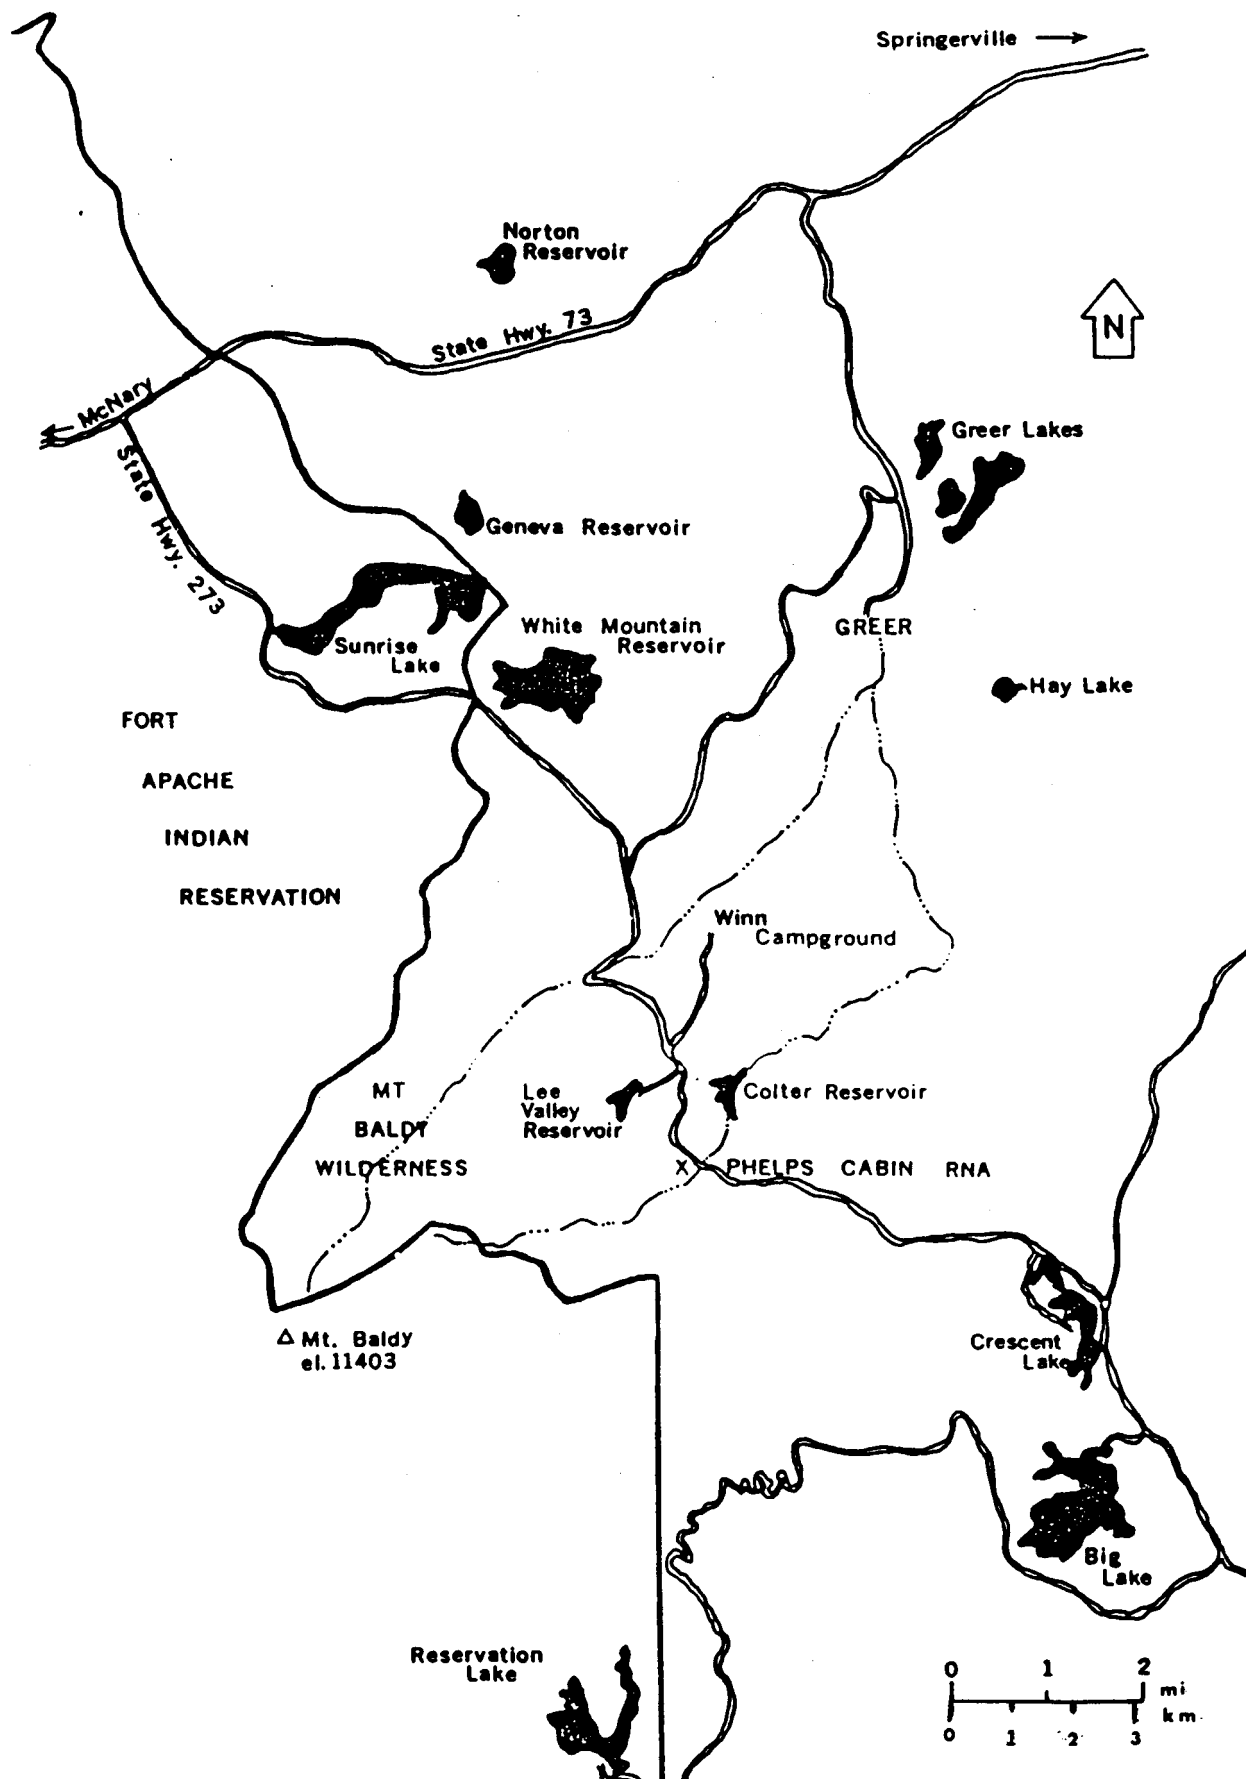 Springerville
Norton
Reservoir
N
State Hwy. 73
McNary
State Hwy. 273
Greer Lakes
Geneva Reservoir
White Mountain
Reservoir
GREER
Sunrise
Lake
Hay Lake
FORT
APACHE
INDIAN
RESERVATION
Winn
Campground
MT
BALDY
WILDERNESS
Lee
Valley
Reservoir
Colter Reservoir
X PHELPS CABIN RNA
Mt. Baldy
el. 11403
Crescent
Lake
Big
Lake
Reservation
Lake
0 1 2
mi
km
0 1 2 3